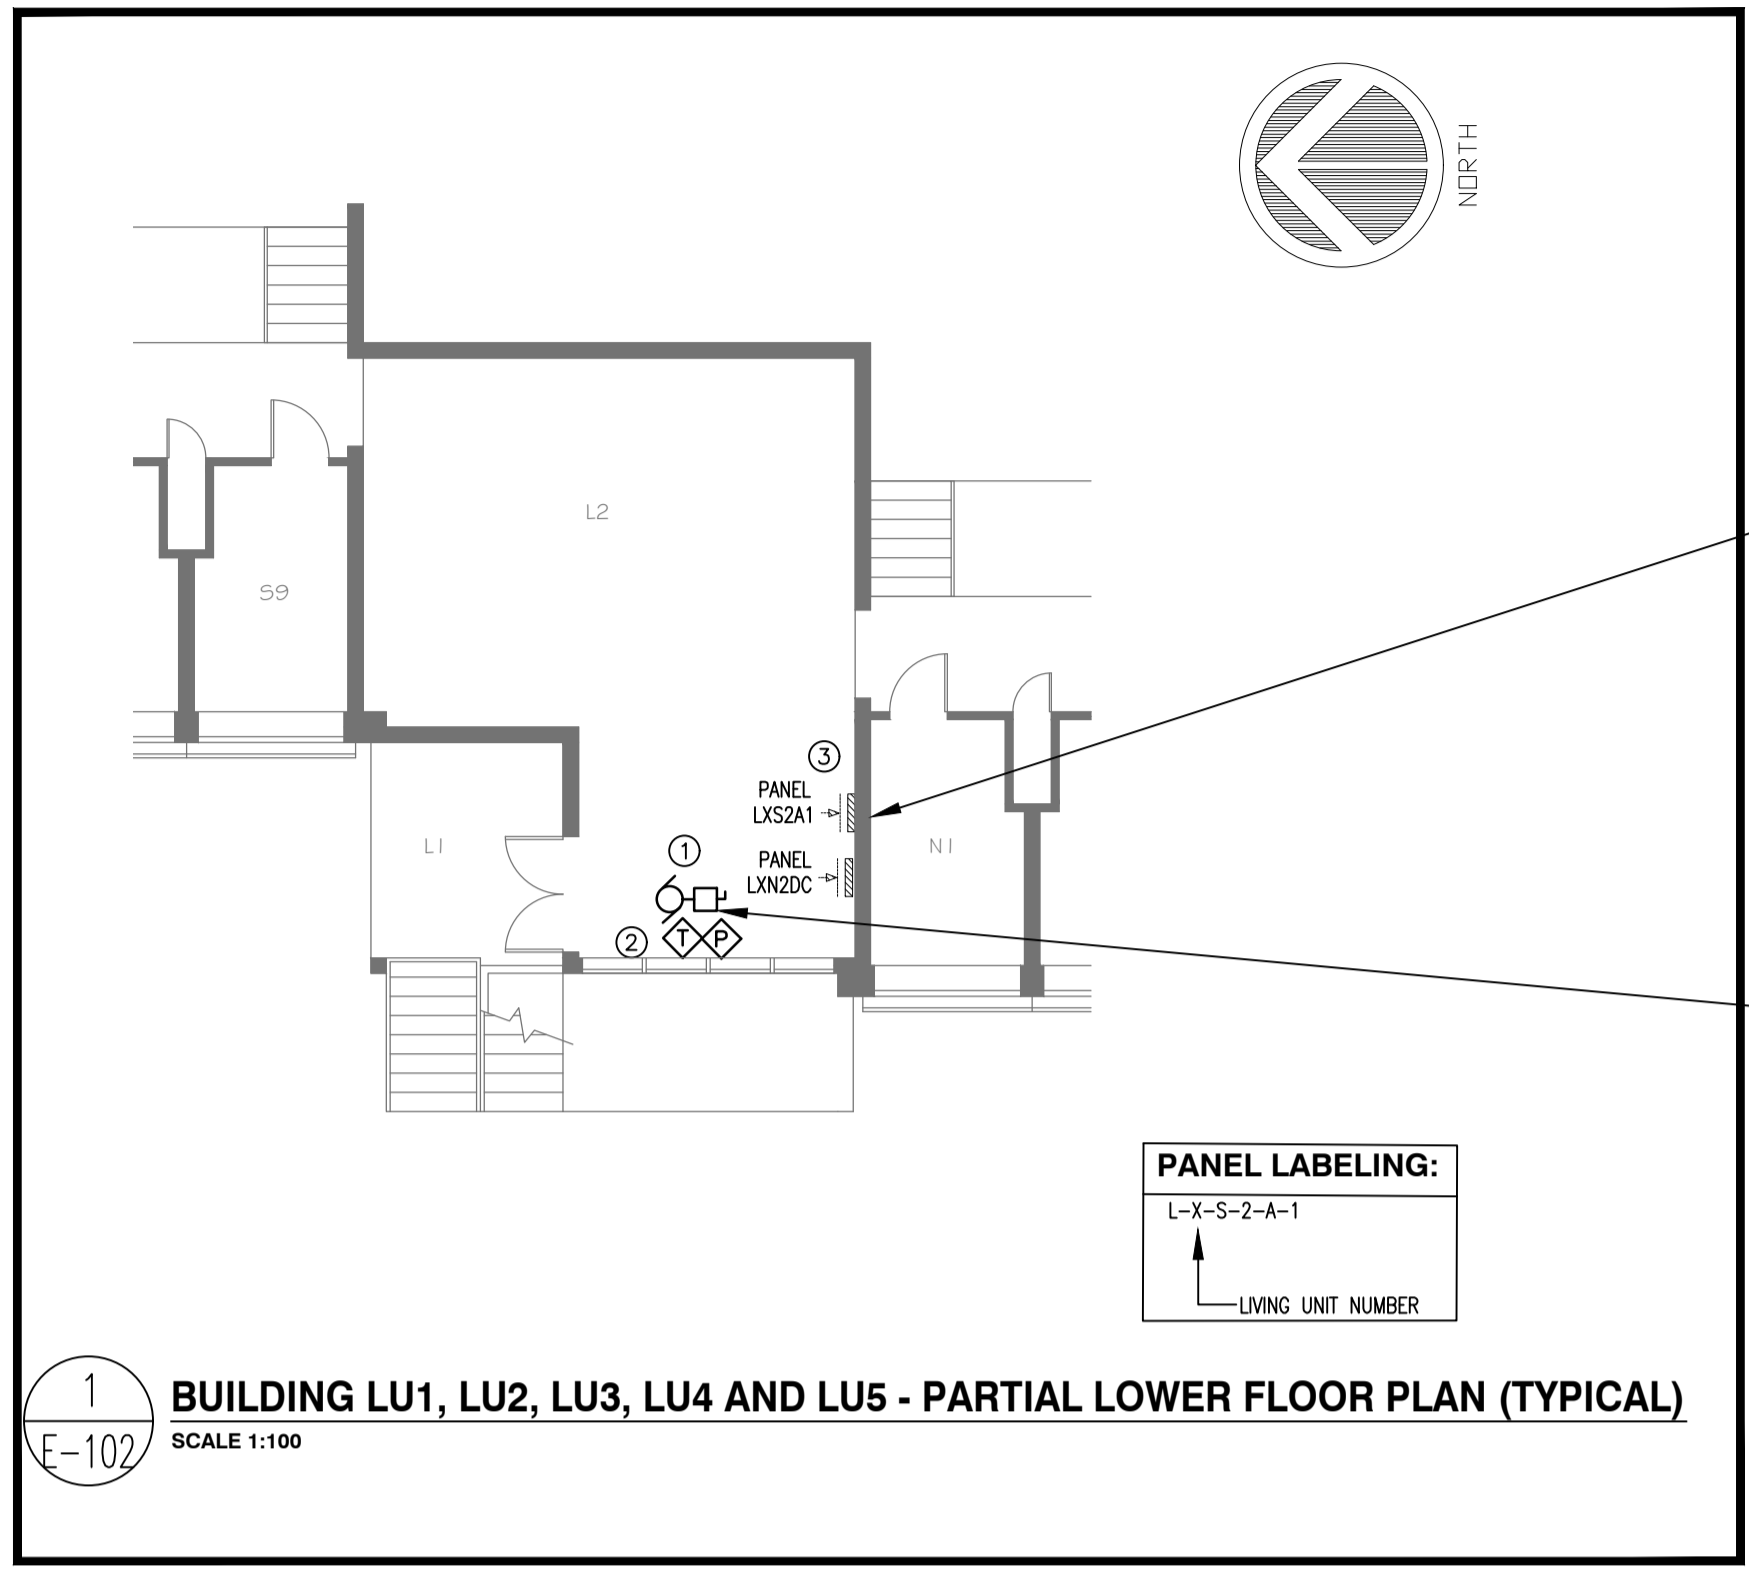 NORTH
L2
S9
3
PANEL
LXS2A1
L1
1
PANEL
LXN2DC
N1
2
T
P
PANEL LABELING:
L-X-S-2-A-1
LIVING UNIT NUMBER
1
E-102
BUILDING LU1, LU2, LU3, LU4 AND LU5 - PARTIAL LOWER FLOOR PLAN (TYPICAL)
SCALE 1:100